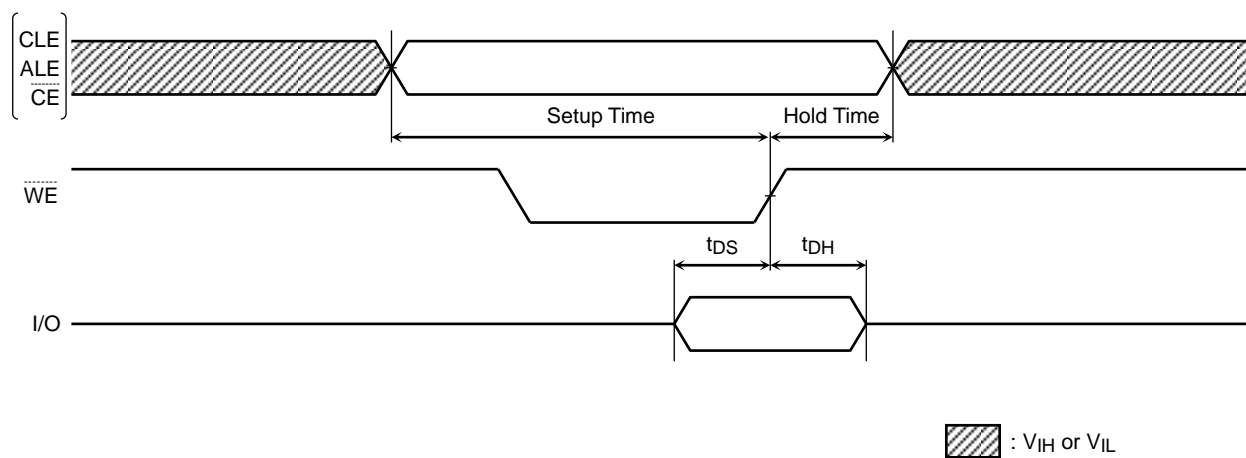 CLE
ALE
CE
Setup Time
Hold Time
WE
tDS
tDH
I/O
: VIH or VIL